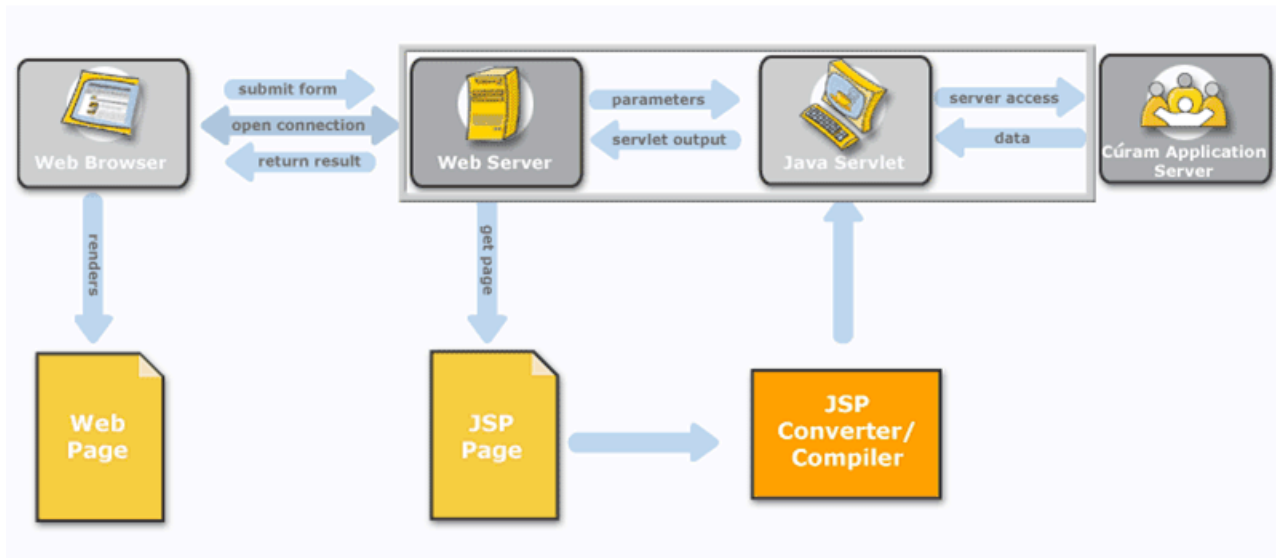 submit form
open connection
return result
Web Browser
parameters
servlet output
Web Server
server access
data
Java Servlet
Cúram Application
Server
renders
get page
Web
Page
JSP
Page
JSP
Converter/
Compiler